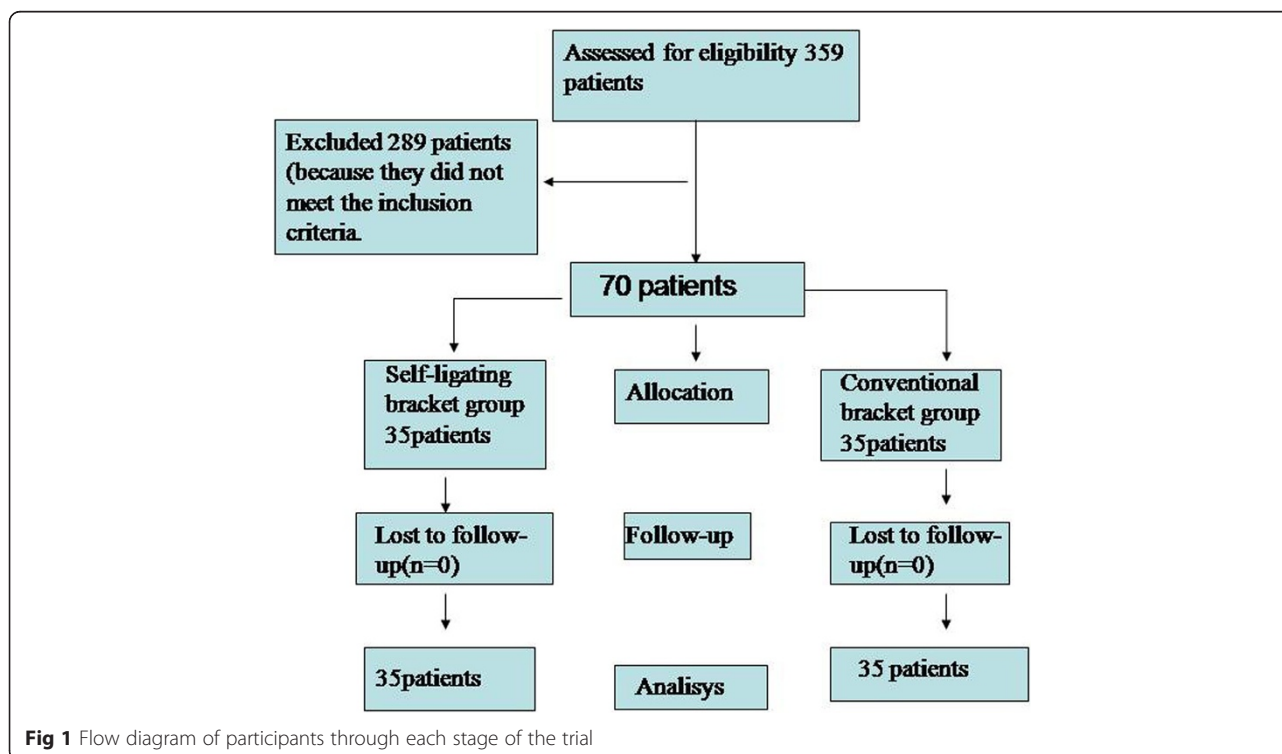 Assessed for eligibility 359
patients
Excluded 289 patients
(because they did not
meet the inclusion
criteria.
70 patients
Self-ligating
bracket group
35patients
Allocation
Conventional
bracket group
35patients
Lost to follow-
up(n=0)
Follow-up
Lost to follow-
up(n=0)
35patients
Analisys
35 patients
Fig 1 Flow diagram of participants through each stage of the trial